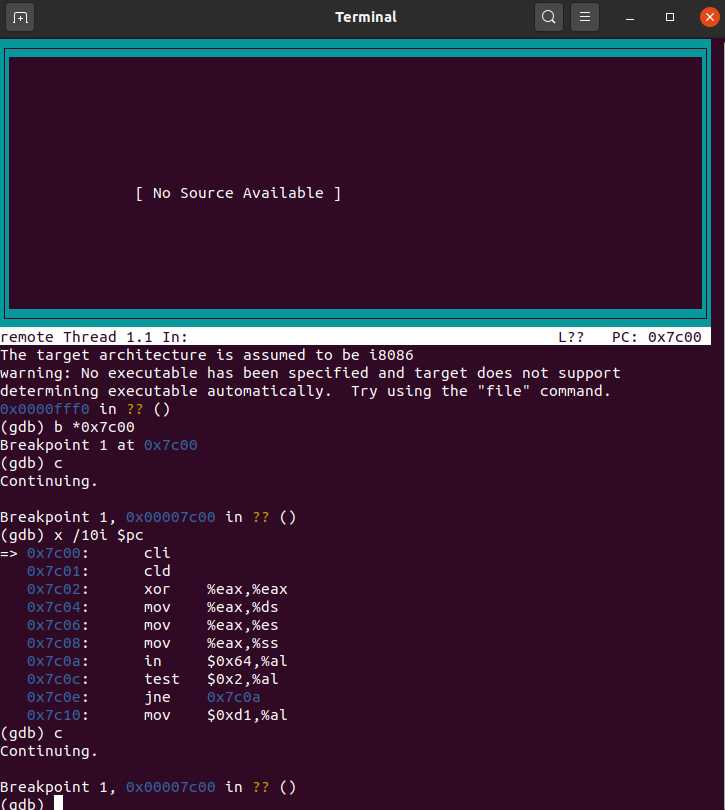 Terminal
[ No Source Available ]
remote Thread 1.1 In: L?? PC: 0x7c00
The target architecture is assumed to be i8086
warning: No executable has been specified and target does not support
determining executable automatically.  Try using the "file" command.
0x0000fff0 in ?? ()
(gdb) b *0x7c00
Breakpoint 1 at 0x7c00
(gdb) c
Continuing.

Breakpoint 1, 0x00007c00 in ?? ()
(gdb) x /10i $pc
=> 0x7c00:      cli
   0x7c01:      cld
   0x7c02:      xor    %eax,%eax
   0x7c04:      mov    %eax,%ds
   0x7c06:      mov    %eax,%es
   0x7c08:      mov    %eax,%ss
   0x7c0a:      in     $0x64,%al
   0x7c0c:      test   $0x2,%al
   0x7c0e:      jne    0x7c0a
   0x7c10:      mov    $0xd1,%al
(gdb) c
Continuing.

Breakpoint 1, 0x00007c00 in ?? ()
(gdb)